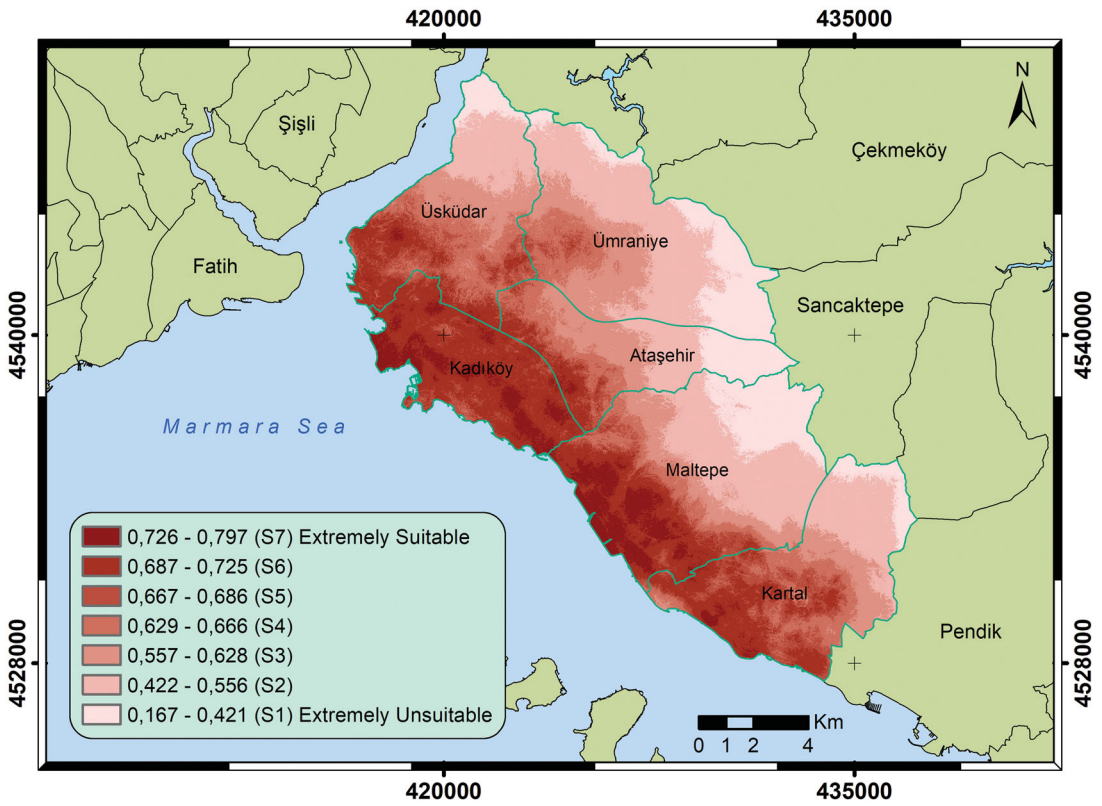 420000
435000
N
Şişli
Çekmeköy
Üsküdar
Ümraniye
Fatih
Sancaktepe
4540000
4540000
Ataşehir
Kadıköy
Marmara Sea
Maltepe
0,726 - 0,797 (S7) Extremely Suitable
0,687 - 0,725 (S6)
0,667 - 0,686 (S5)
0,629 - 0,666 (S4)
0,557 - 0,628 (S3)
0,422 - 0,556 (S2)
0,167 - 0,421 (S1) Extremely Unsuitable
Kartal
Pendik
4528000
4528000
Km
0 1 2 4
420000
435000